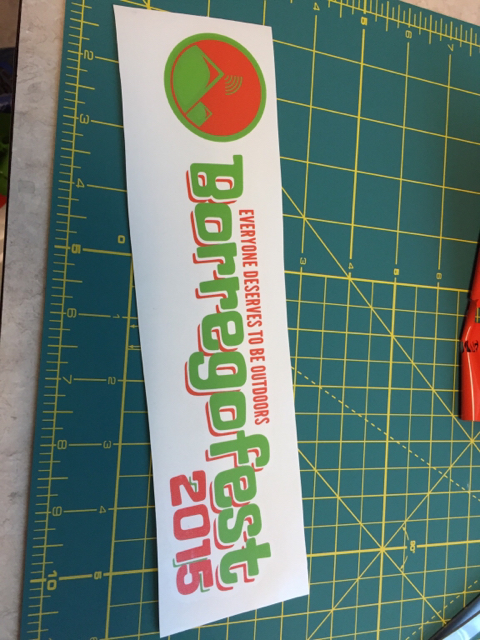 EVERYONE DESERVES TO BE OUTDOORS
Borregofest
2015